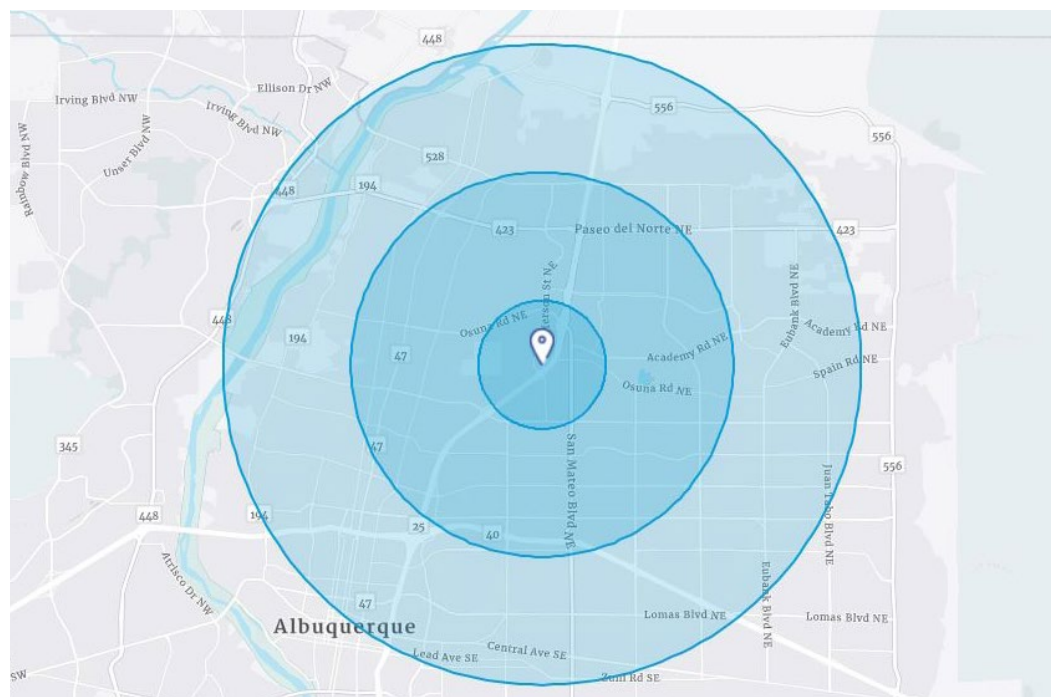 448
Ellison Dr NW
Irving Blvd NW
Irving Blvd NW
556
556
Unser Blvd NW
Rainbow Blvd NW
528
194
448
423
Paseo del Norte NE
423
Eubank Blvd NE
448
Osuna Rd NE
194
47
Academy Rd NE
Academy Rd NE
Spain Rd NE
Osuna Rd NE
345
47
San Mateo Blvd NE
556
Juan Tabo Blvd NE
448
194
25
40
Atrisco Dr NW
Eubank Blvd NE
47
Lomas Blvd NE
Lomas Blvd NE
Albuquerque
Lead Ave SE
Central Ave SE
Zuni Rd SE
SW